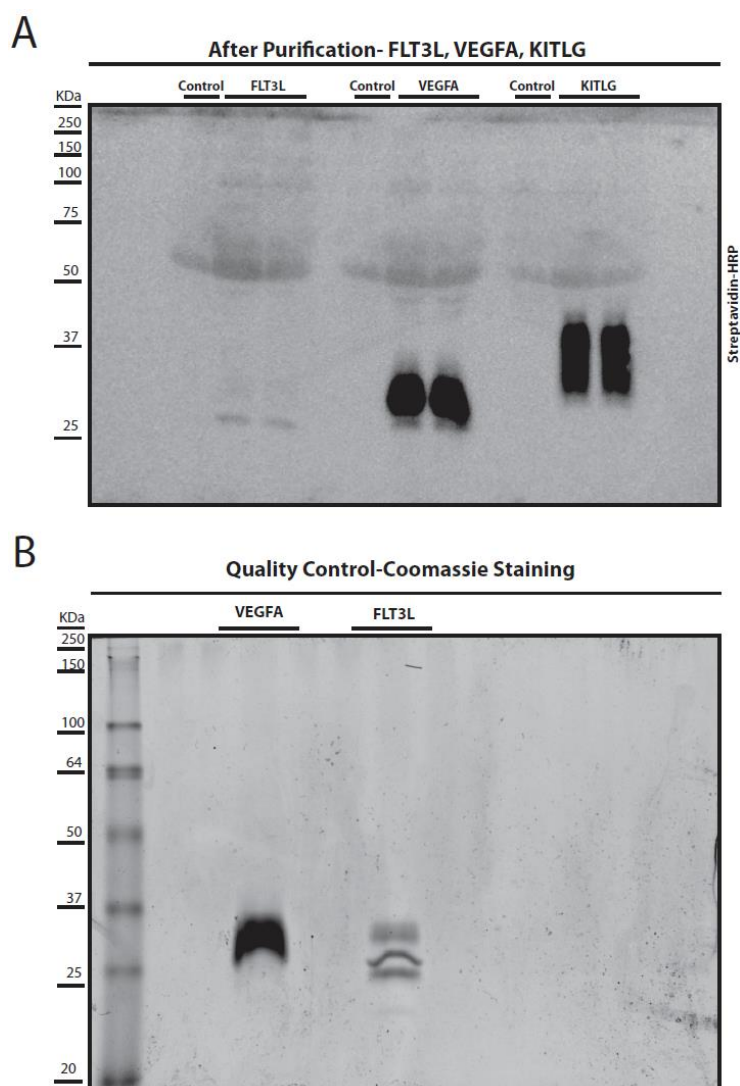 A
After Purification- FLT3L, VEGFA, KITLG
Control FLT3L Control VEGFA Control KITLG
KDa
250
150
100
75
50
37
25
Streptavidin-HRP
B
Quality Control-Coomassie Staining
VEGFA FLT3L
KDa
250
150
100
64
50
37
25
20